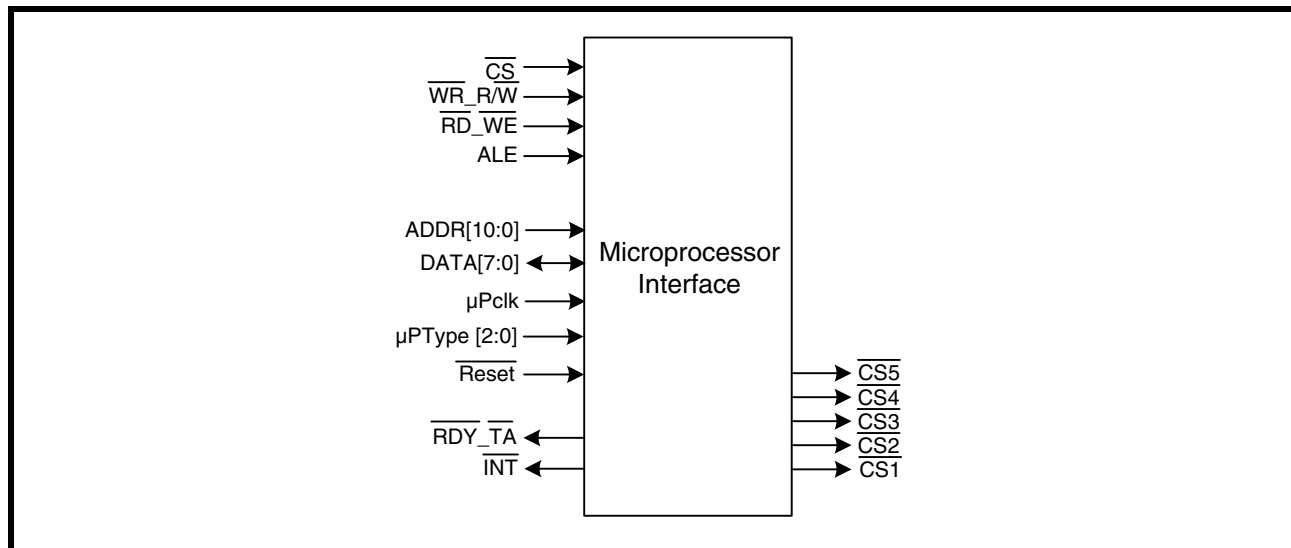 CS
WR_R/W
RD_WE
ALE
ADDR[10:0]
DATA[7:0]
µPclk
µPType [2:0]
Reset
RDY_TA
INT
Microprocessor
Interface
CS5
CS4
CS3
CS2
CS1